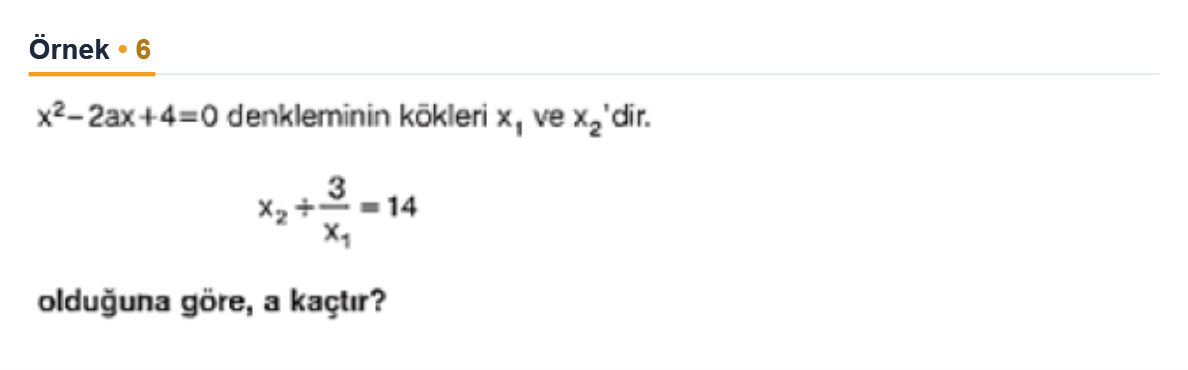 Örnek • 6
x²–2ax+4=0 denkleminin kökleri x₁ ve x₂'dir.
x₂ ÷ 3/x₁ = 14
olduğuna göre, a kaçtır?